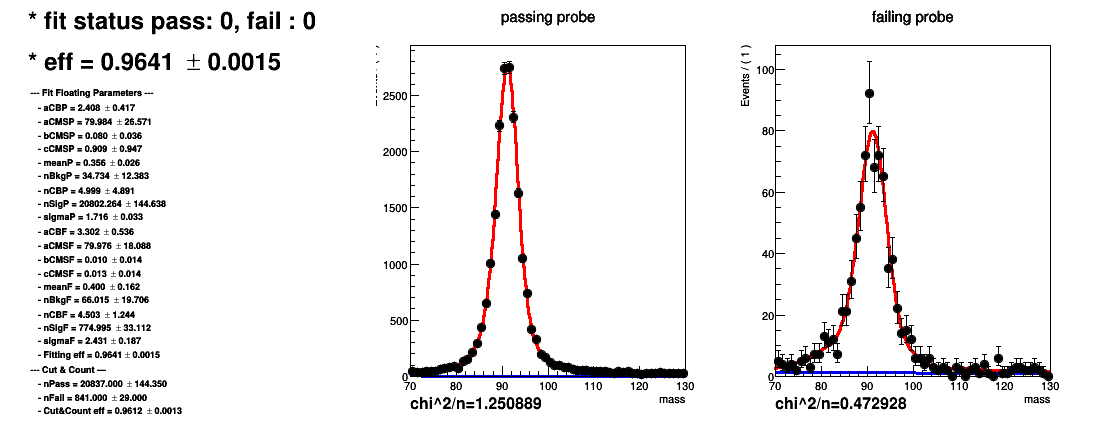 * fit status pass: 0, fail : 0
* eff = 0.9641 ± 0.0015
--- Fit Floating Parameters ---
- aCBP = 2.408 ± 0.417
- aCMSP = 79.984 ± 26.571
- bCMSP = 0.080 ± 0.036
- cCMSP = 0.909 ± 0.947
- meanP = 0.356 ± 0.026
- nBkgP = 34.734 ± 12.383
- nCBP = 4.999 ± 4.891
- nSigP = 20802.264 ± 144.638
- sigmaP = 1.716 ± 0.033
- aCBF = 3.302 ± 0.536
- aCMSF = 79.976 ± 18.088
- bCMSF = 0.010 ± 0.014
- cCMSF = 0.013 ± 0.014
- meanF = 0.400 ± 0.162
- nBkgF = 66.015 ± 19.706
- nCBF = 4.503 ± 1.244
- nSigF = 774.995 ± 33.112
- sigmaF = 2.431 ± 0.187
- Fitting eff = 0.9641 ± 0.0015
--- Cut & Count ---
- nPass = 20837.000 ± 144.350
- nFail = 841.000 ± 29.000
- Cut&Count eff = 0.9612 ± 0.0013
passing probe
2500
2000
1500
1000
500
0
70 80 90 100 110 120 130
mass
chi^2/n=1.250889
failing probe
Events / ( 1 )
100
80
60
40
20
0
70 80 90 100 110 120 130
mass
chi^2/n=0.472928